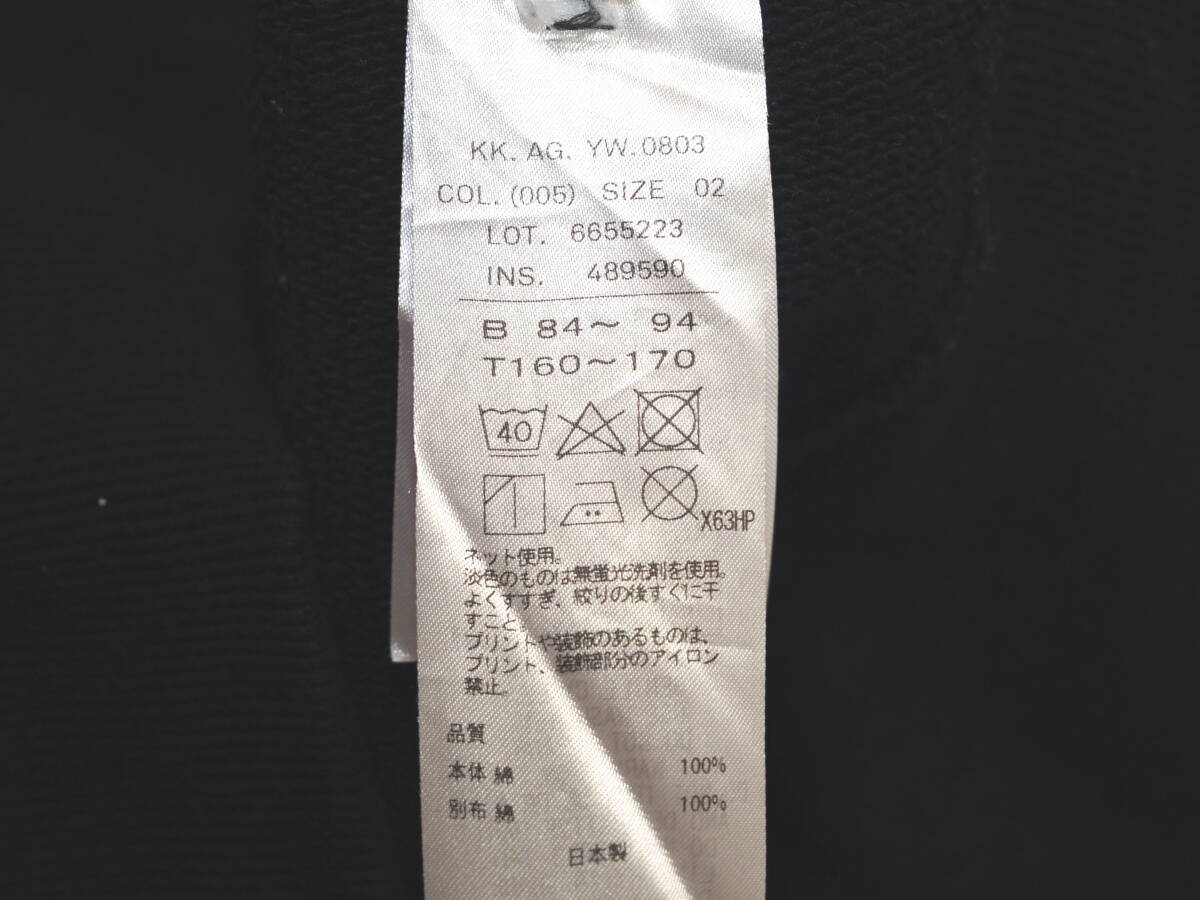 KK. AG. YW.0803
COL. (005) SIZE 02
LOT. 6655223
INS. 489590
B 84～ 94
T160～170
40
X63HP
ネット使用。
淡色のものは無蛍光洗剤を使用。
よくすすぎ、絞りの後すぐに干
すこと。
プリントや装飾のあるものは、
プリント、装飾部分のアイロン
禁止。
品質
本体 綿 100%
別布 綿 100%
日本製